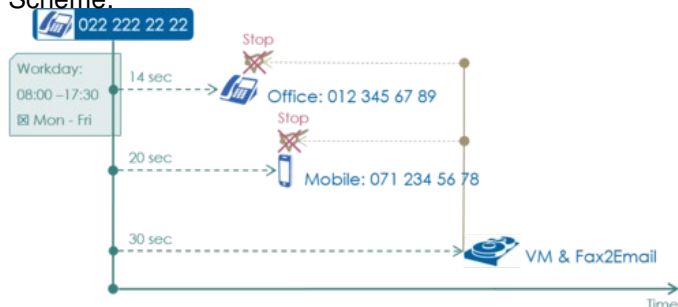 Scheme:
022 222 22 22
Stop
Workday:
08:00 –17:30
☒ Mon - Fri
14 sec
Office: 012 345 67 89
Stop
20 sec
Mobile: 071 234 56 78
30 sec
VM & Fax2Email
Time